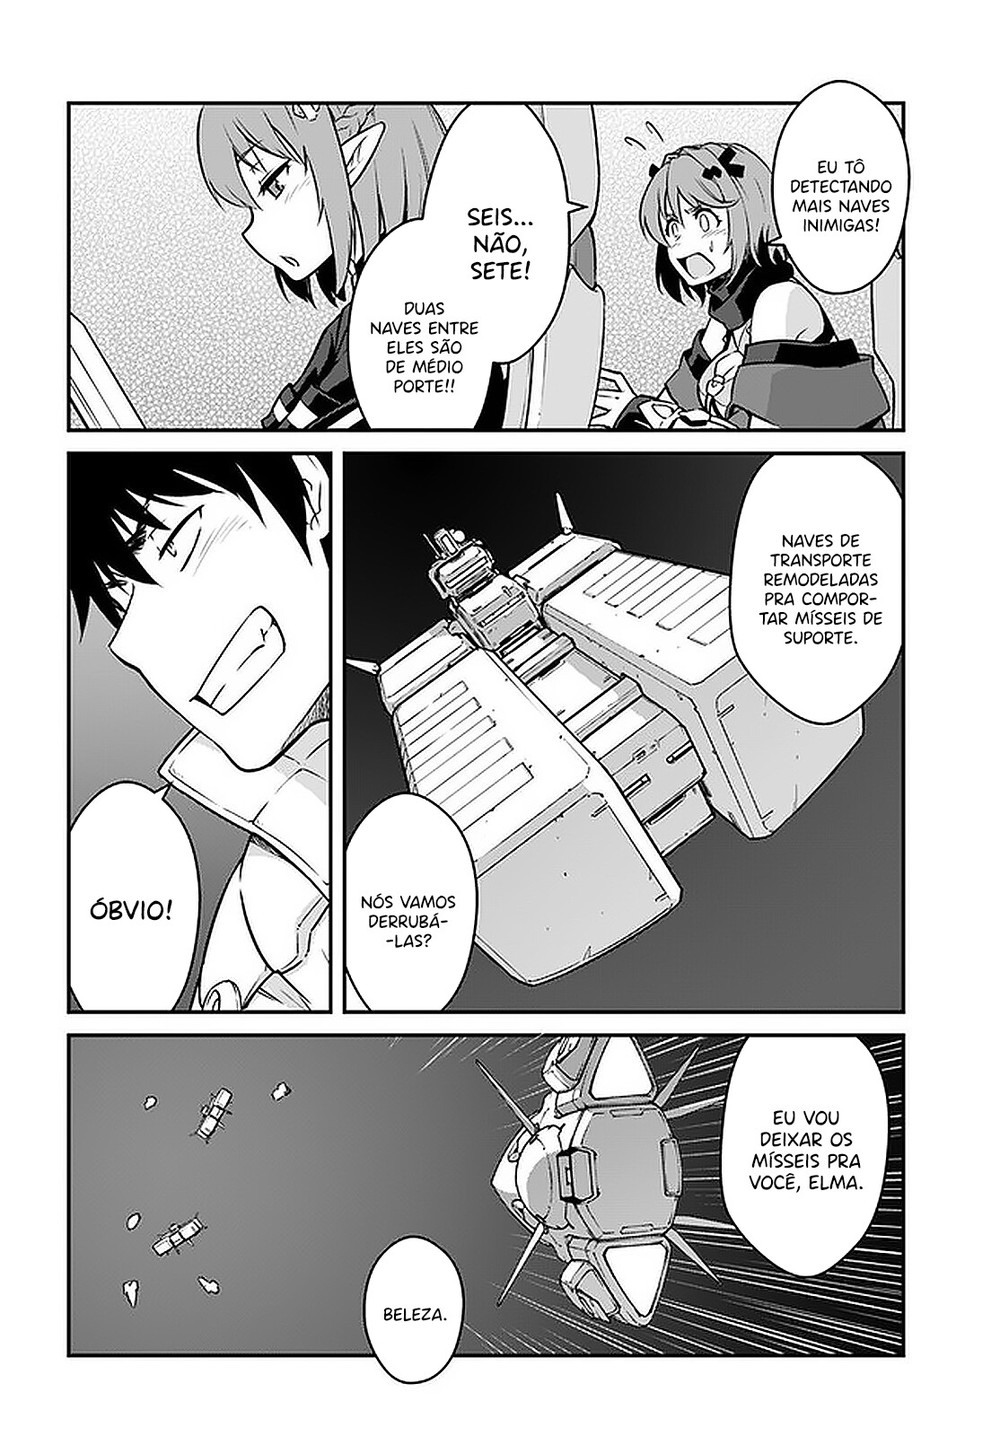 EU TÔ
DETECTANDO
MAIS NAVES
INIMIGAS!
SEIS...
NÃO,
SETE!
DUAS
NAVES ENTRE
ELES SÃO
DE MÉDIO
PORTE!!
NAVES DE
TRANSPORTE
REMODELADAS
PRA COMPOR-
TAR MÍSSEIS DE
SUPORTE.
NÓS VAMOS
DERRUBÁ-
-LAS?
ÓBVIO!
EU VOU
DEIXAR OS
MÍSSEIS PRA
VOCÊ, ELMA.
BELEZA.